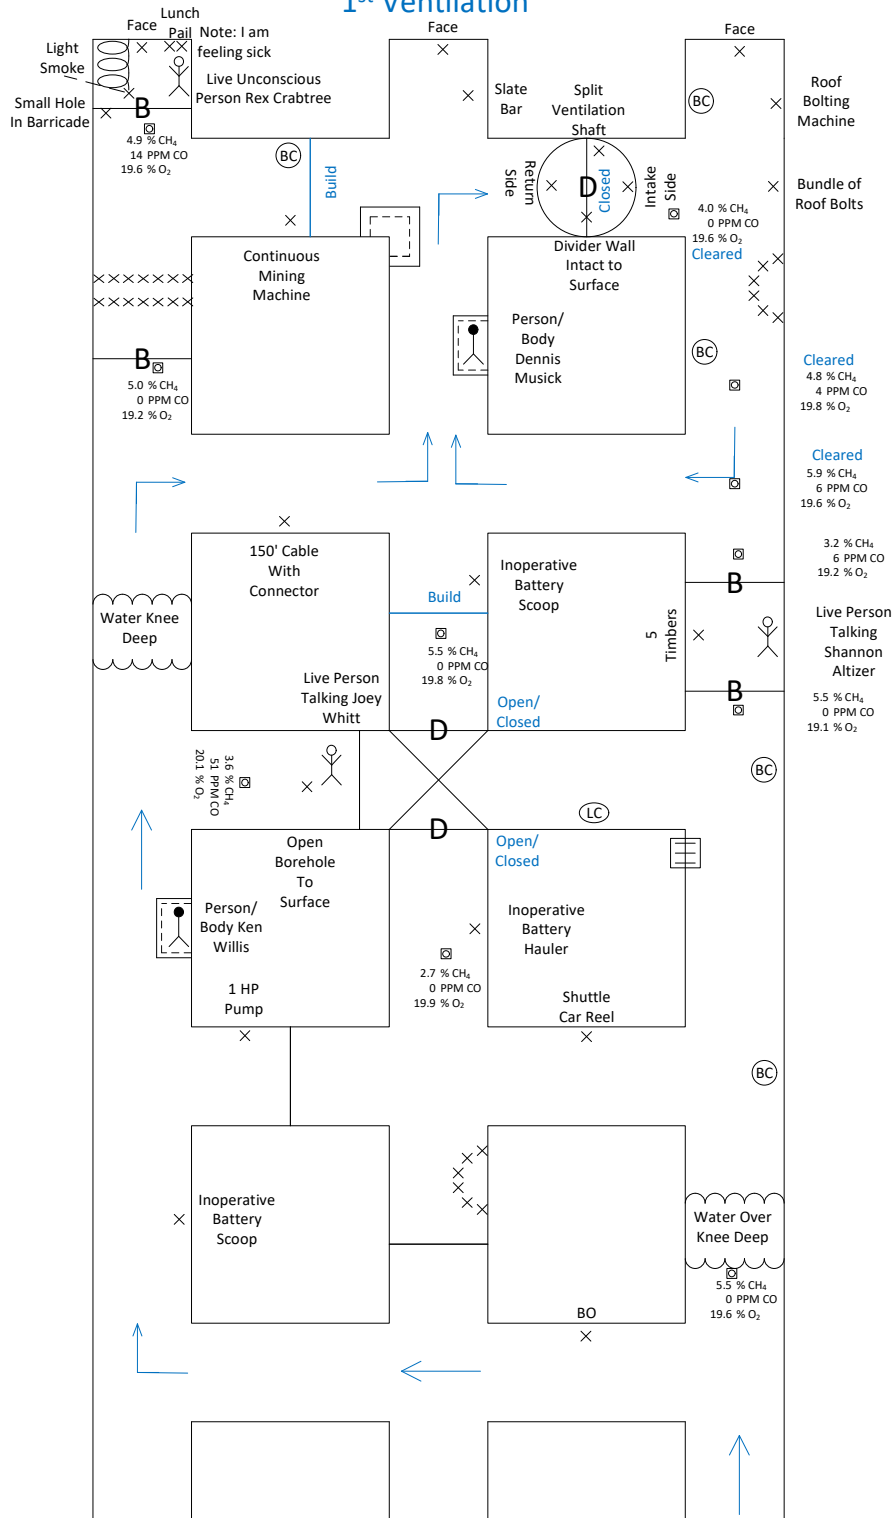 1st Ventilation
Face
Lunch
Pail
Note: I am
feeling sick
Light
Smoke
Live Unconscious
Person Rex Crabtree
Small Hole
In Barricade
B
4.9 % CH₄
14 PPM CO
19.6 % O₂
Face
Slate
Bar
Split
Ventilation
Shaft
Face
BC
Roof
Bolting
Machine
BC
Build
Return
Side
D
Closed
Intake
Side
4.0 % CH₄
0 PPM CO
19.6 % O₂
Cleared
Bundle of
Roof Bolts
Continuous
Mining
Machine
Divider Wall
Intact to
Surface
Person/
Body
Dennis
Musick
B
5.0 % CH₄
0 PPM CO
19.2 % O₂
BC
Cleared
4.8 % CH₄
4 PPM CO
19.8 % O₂
Cleared
5.9 % CH₄
6 PPM CO
19.6 % O₂
150' Cable
With
Connector
Inoperative
Battery
Scoop
3.2 % CH₄
6 PPM CO
19.2 % O₂
B
Water Knee
Deep
Build
5.5 % CH₄
0 PPM CO
19.8 % O₂
5
Timbers
Live Person
Talking
Shannon
Altizer
B
5.5 % CH₄
0 PPM CO
19.1 % O₂
Live Person
Talking Joey
Whitt
Open/
Closed
D
3.6 % CH₄
51 PPM CO
20.1 % O₂
BC
LC
D
Open/
Closed
Open
Borehole
To
Surface
Person/
Body Ken
Willis
Inoperative
Battery
Hauler
2.7 % CH₄
0 PPM CO
19.9 % O₂
1 HP
Pump
Shuttle
Car Reel
BC
Inoperative
Battery
Scoop
Water Over
Knee Deep
5.5 % CH₄
0 PPM CO
19.6 % O₂
BO